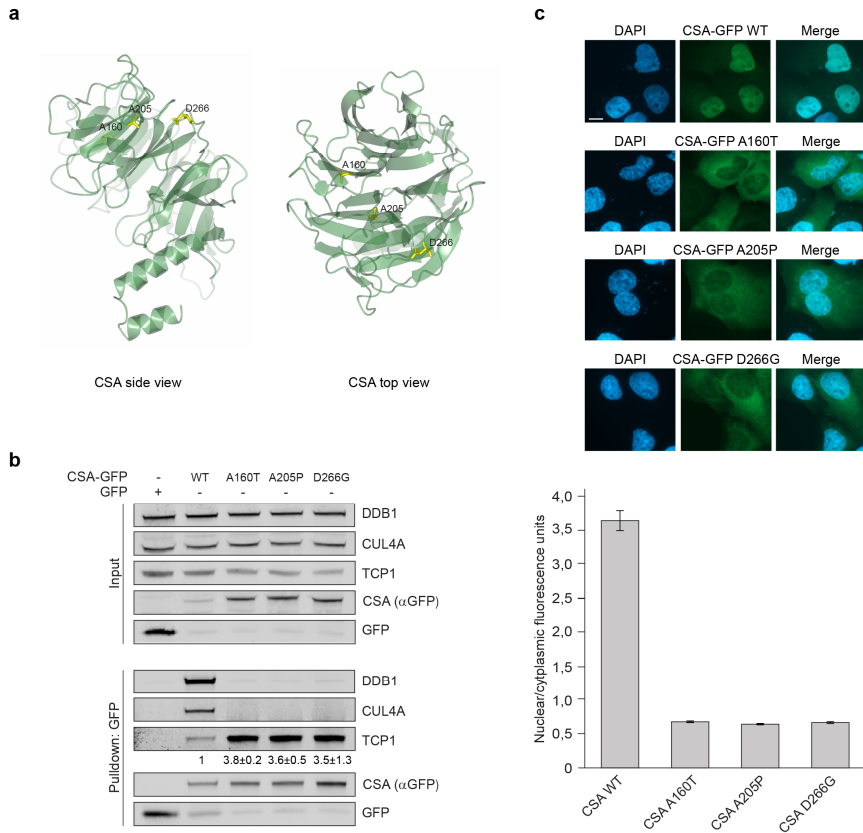 a
A205
D266
A160
A160
A205
D266
CSA side view
CSA top view
b
CSA-GFP - WT A160T A205P D266G
GFP + - - - -
Input
DDB1
CUL4A
TCP1
CSA (αGFP)
GFP
Pulldown: GFP
DDB1
CUL4A
TCP1
1 3.8±0.2 3.6±0.5 3.5±1.3
CSA (αGFP)
GFP
c
DAPI CSA-GFP WT Merge
DAPI CSA-GFP A160T Merge
DAPI CSA-GFP A205P Merge
DAPI CSA-GFP D266G Merge
Nuclear/cytplasmic fluorescence units
4,0
3,5
3,0
2,5
2,0
1,5
1,0
0,5
0
CSA WT
CSA A160T
CSA A205P
CSA D266G